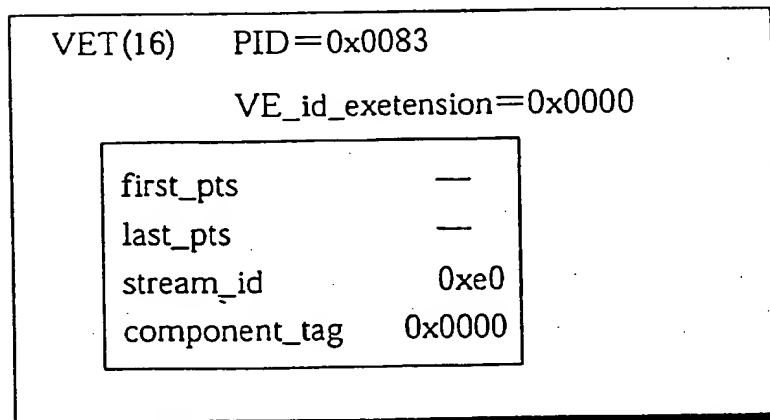 VET(16) PID=0x0083
VE_id_exetension=0x0000
first_pts —
last_pts —
stream_id 0xe0
component_tag 0x0000